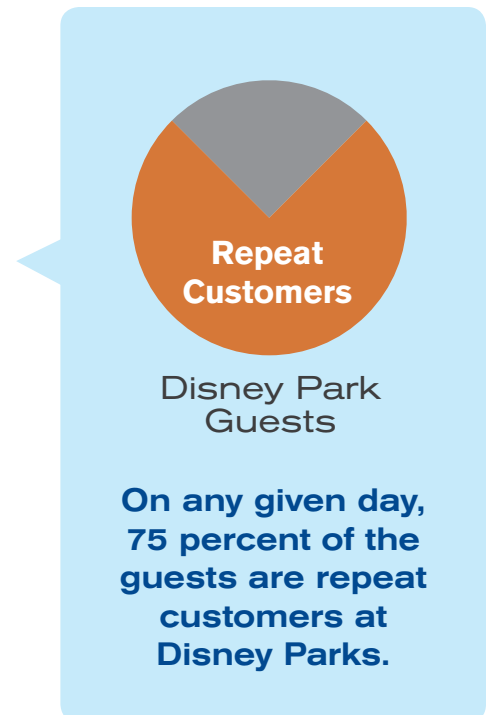 Repeat
Customers
Disney Park
Guests
On any given day,
75 percent of the
guests are repeat
customers at
Disney Parks.